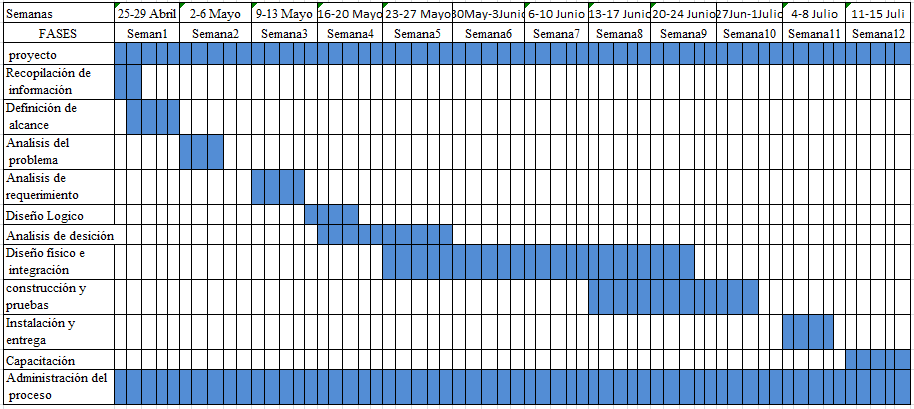 Semanas 25-29 Abril 2-6 Mayo 9-13 Mayo 16-20 Mayo 23-27 Mayo 30May-3Junio 6-10 Junio 13-17 Junio 20-24 Junio 27Jun-1Julio 4-8 Julio 11-15 Juli
FASES Seman1 Semana2 Semana3 Semana4 Semana5 Semana6 Semana7 Semana8 Semana9 Semana10 Semana11 Semana12
proyecto
Recopilación de
información
Definición de
alcance
Analisis del
problema
Analisis de
requerimiento
Diseño Logico
Analisis de desición
Diseño físico e
integración
construcción y
pruebas
Instalación y
entrega
Capacitación
Administración del
proceso